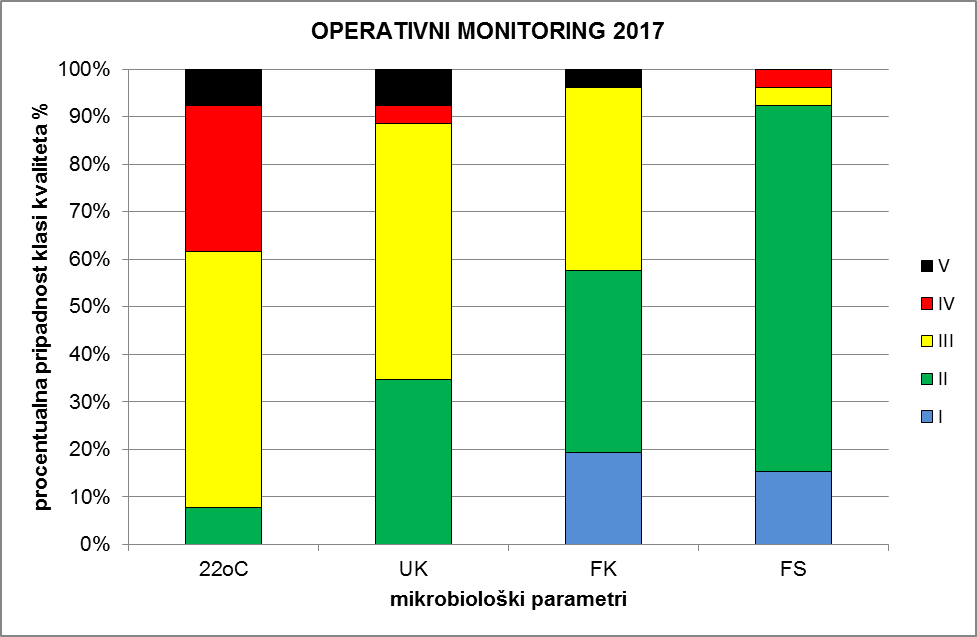 OPERATIVNI MONITORING 2017
procentualna pripadnost klasi kvaliteta %
100%
90%
80%
70%
60%
50%
40%
30%
20%
10%
0%
22oC
UK
FK
FS
mikrobiološki parametri
V
IV
III
II
I